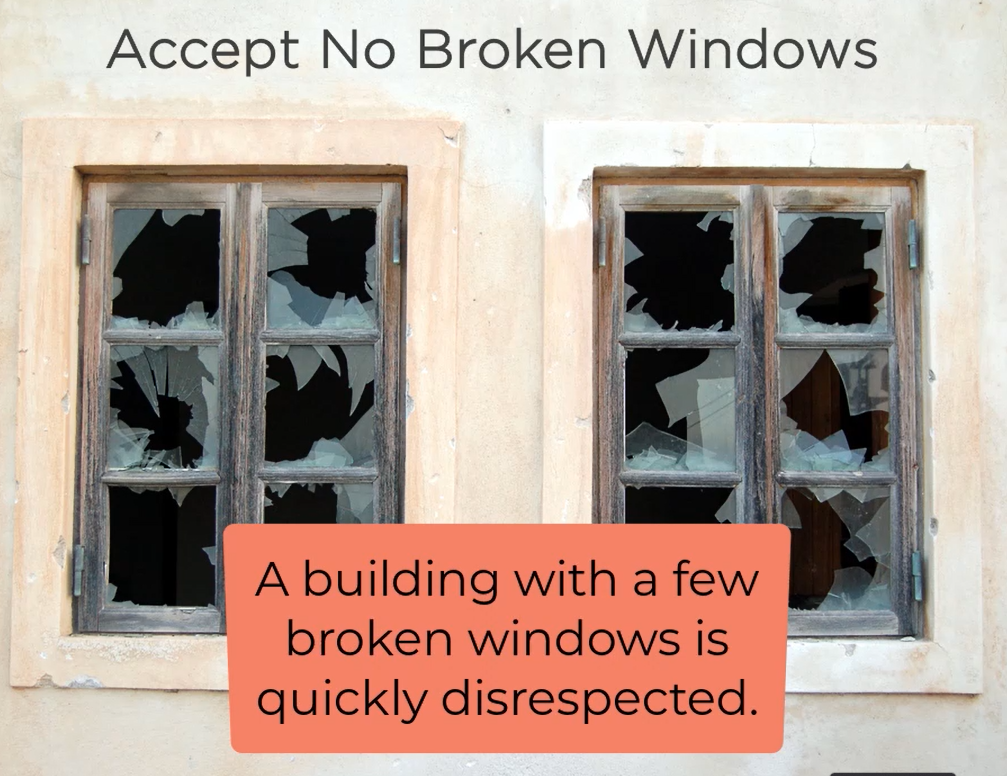 Accept No Broken Windows
A building with a few
broken windows is
quickly disrespected.